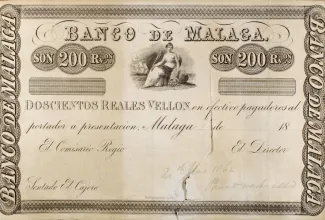 BANCO DE MALAGA,
SON 200 Rs. vn.
SON 200 Rs. vn.
DOSCIENTOS REALES VELLON en efectivo pagaderos al
portador a presentacion. Malaga de 18
El Comisario Regio
El Director
Sentado El Cajero
BANCO DE MALAGA
BANCO DE MALAGA